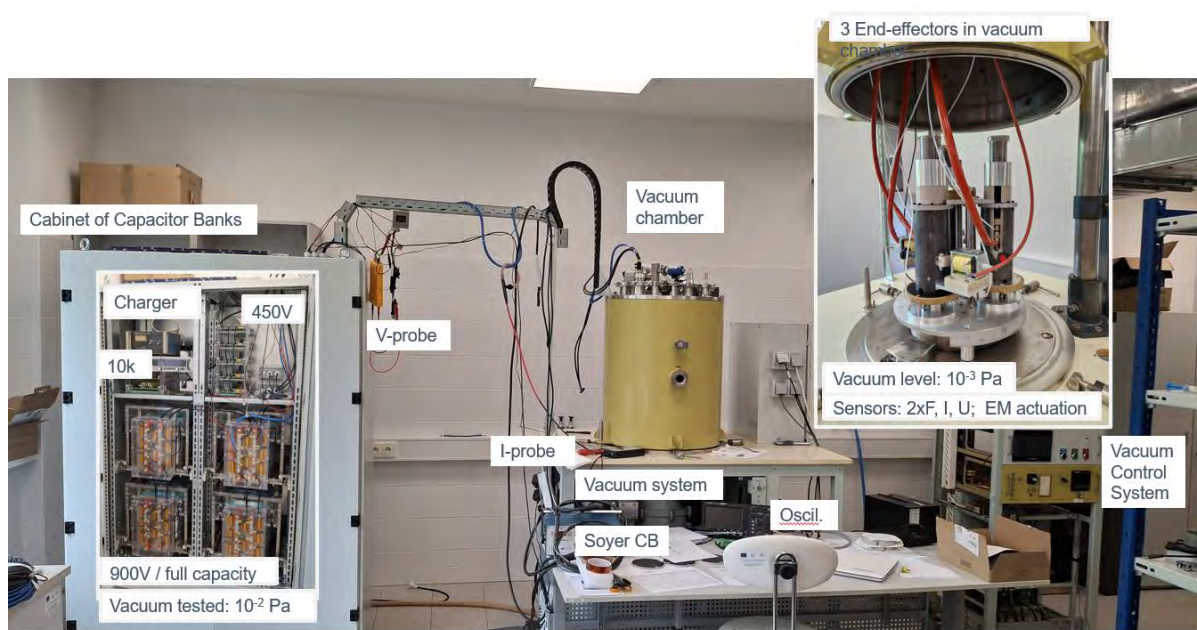 3 End-effectors in vacuum
chamber
Cabinet of Capacitor Banks
Vacuum
chamber
Charger
450V
V-probe
10k
Vacuum level: 10⁻³ Pa
Sensors: 2xF, I, U; EM actuation
I-probe
Vacuum
Control
System
Vacuum system
Oscil.
Soyer CB
900V / full capacity
Vacuum tested: 10⁻² Pa